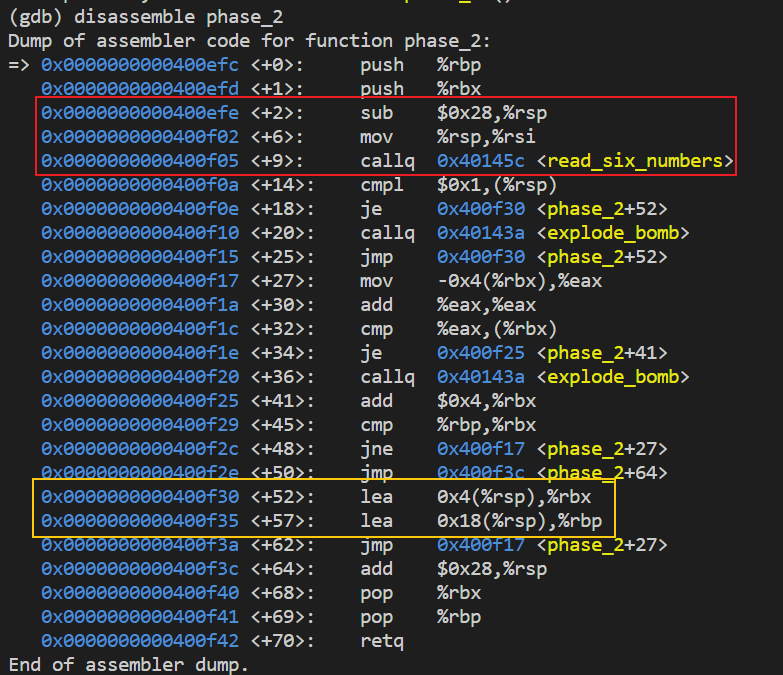 (gdb) disassemble phase_2
Dump of assembler code for function phase_2:
=> 0x0000000000400efc <+0>: push %rbp
0x0000000000400efd <+1>: push %rbx
0x0000000000400efe <+2>: sub $0x28,%rsp
0x0000000000400f02 <+6>: mov %rsp,%rsi
0x0000000000400f05 <+9>: callq 0x40145c <read_six_numbers>
0x0000000000400f0a <+14>: cmpl $0x1,(%rsp)
0x0000000000400f0e <+18>: je 0x400f30 <phase_2+52>
0x0000000000400f10 <+20>: callq 0x40143a <explode_bomb>
0x0000000000400f15 <+25>: jmp 0x400f30 <phase_2+52>
0x0000000000400f17 <+27>: mov -0x4(%rbx),%eax
0x0000000000400f1a <+30>: add %eax,%eax
0x0000000000400f1c <+32>: cmp %eax,(%rbx)
0x0000000000400f1e <+34>: je 0x400f25 <phase_2+41>
0x0000000000400f20 <+36>: callq 0x40143a <explode_bomb>
0x0000000000400f25 <+41>: add $0x4,%rbx
0x0000000000400f29 <+45>: cmp %rbp,%rbx
0x0000000000400f2c <+48>: jne 0x400f17 <phase_2+27>
0x0000000000400f2e <+50>: jmp 0x400f3c <phase_2+64>
0x0000000000400f30 <+52>: lea 0x4(%rsp),%rbx
0x0000000000400f35 <+57>: lea 0x18(%rsp),%rbp
0x0000000000400f3a <+62>: jmp 0x400f17 <phase_2+27>
0x0000000000400f3c <+64>: add $0x28,%rsp
0x0000000000400f40 <+68>: pop %rbx
0x0000000000400f41 <+69>: pop %rbp
0x0000000000400f42 <+70>: retq
End of assembler dump.